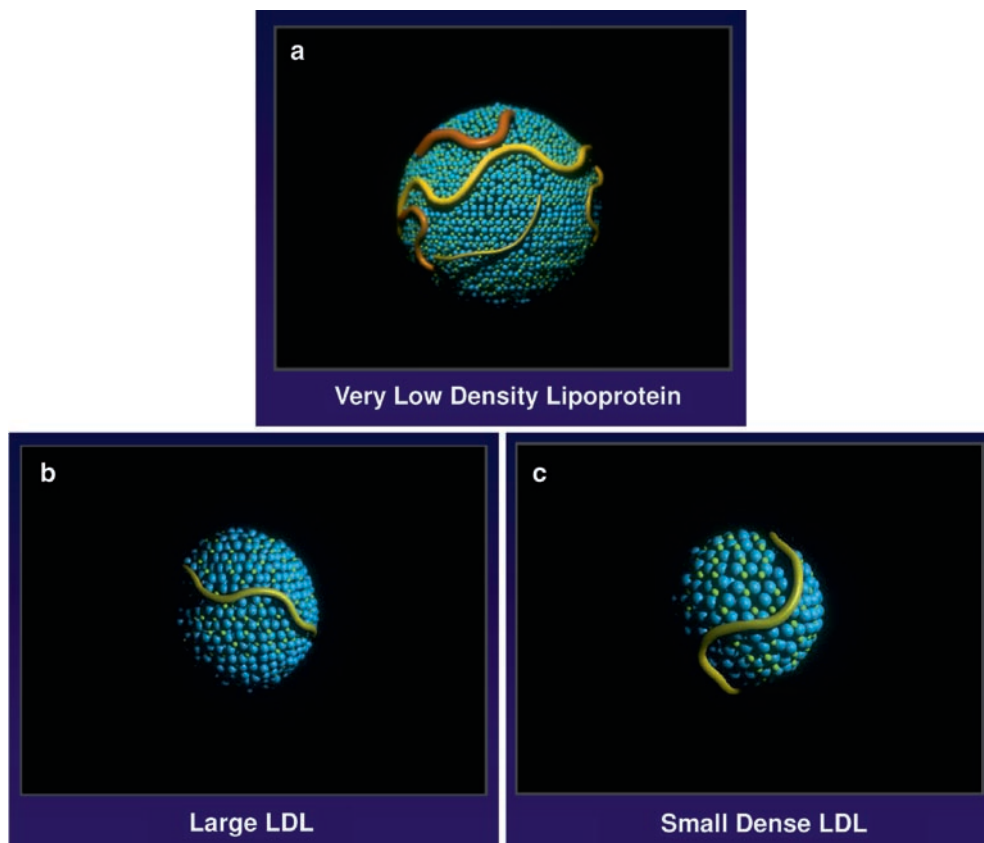 a
Very Low Density Lipoprotein
b
Large LDL
c
Small Dense LDL